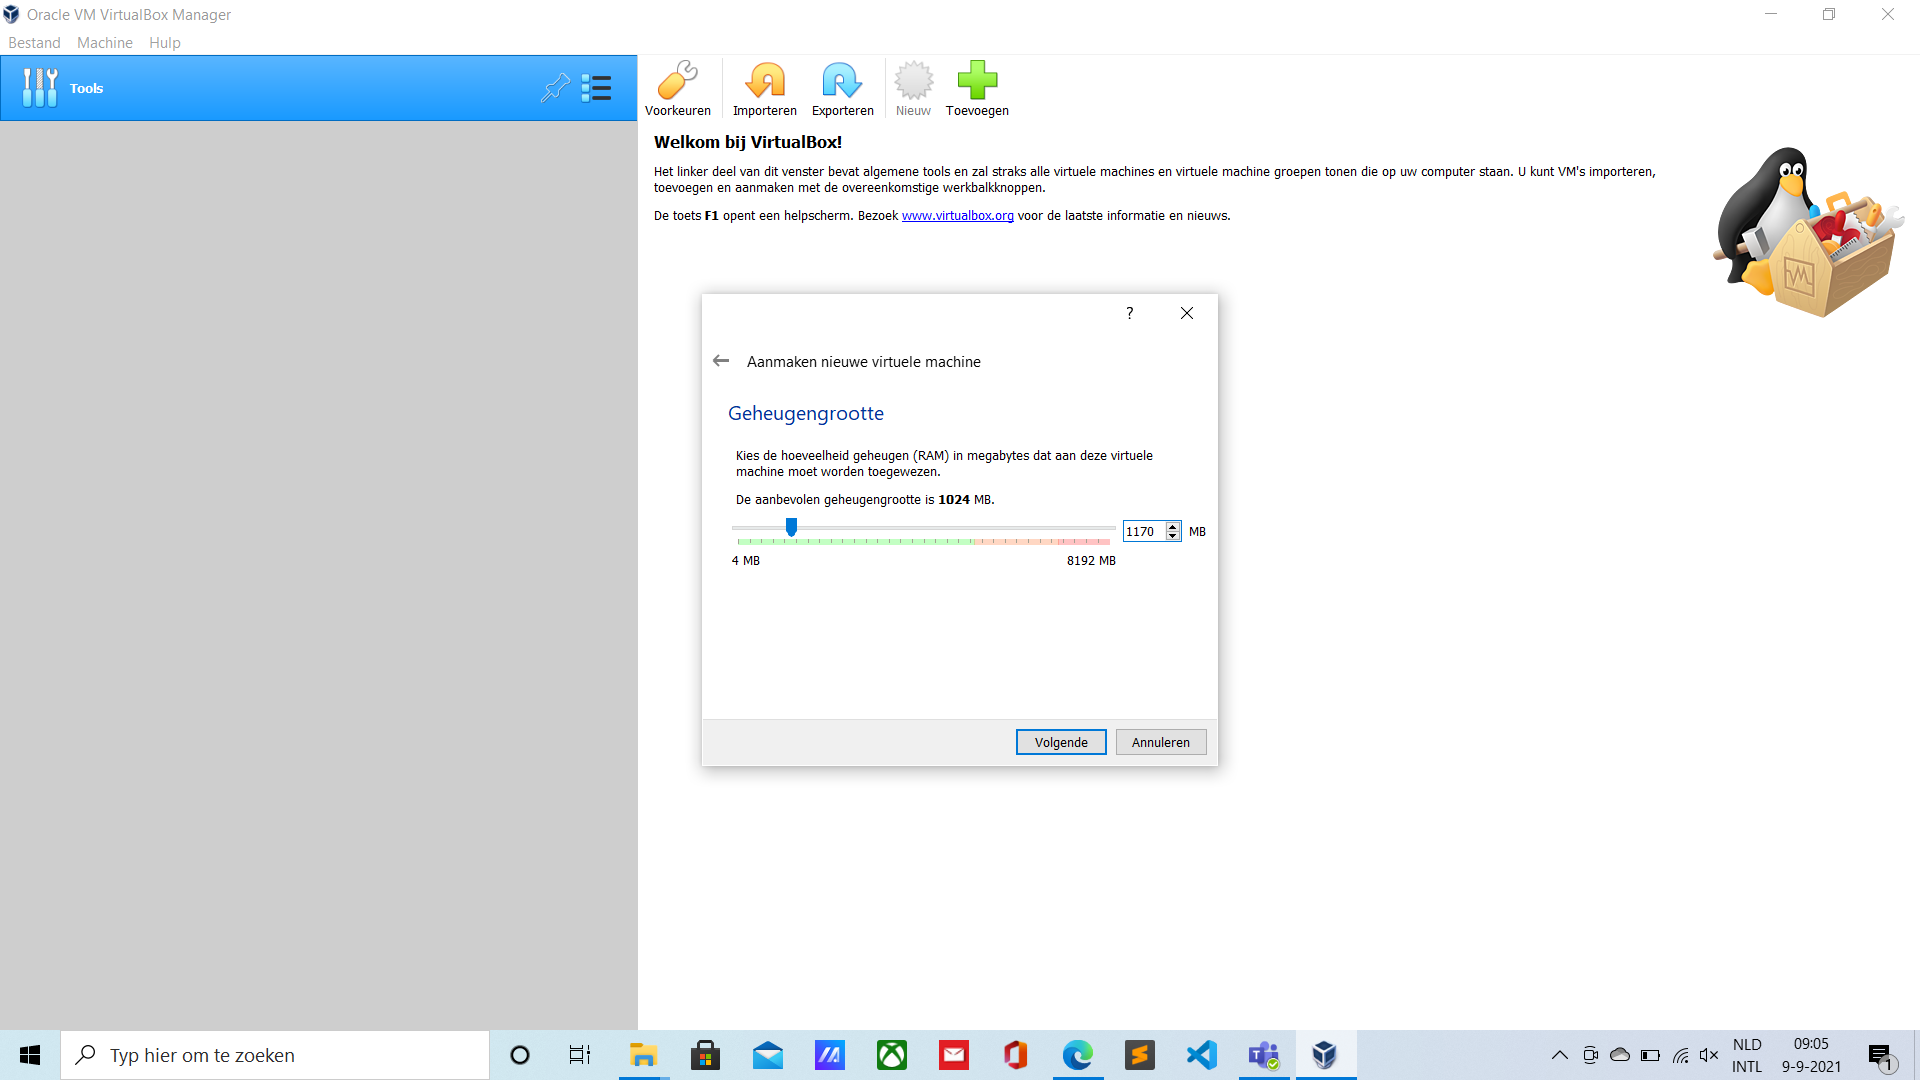 Oracle VM VirtualBox Manager
Bestand Machine Hulp
Tools
Voorkeuren Importeren Exporteren Nieuw Toevoegen
Welkom bij VirtualBox!
Het linker deel van dit venster bevat algemene tools en zal straks alle virtuele machines en virtuele machine groepen tonen die op uw computer staan. U kunt VM's importeren,
toevoegen en aanmaken met de overeenkomstige werkbalkknoppen.
De toets F1 opent een helpscherm. Bezoek www.virtualbox.org voor de laatste informatie en nieuws.
?
Aanmaken nieuwe virtuele machine
Geheugengrootte
Kies de hoeveelheid geheugen (RAM) in megabytes dat aan deze virtuele
machine moet worden toegewezen.
De aanbevolen geheugengrootte is 1024 MB.
1170 MB
4 MB 8192 MB
Volgende Annuleren
Typ hier om te zoeken
NLD
INTL
09:05
9-9-2021
1